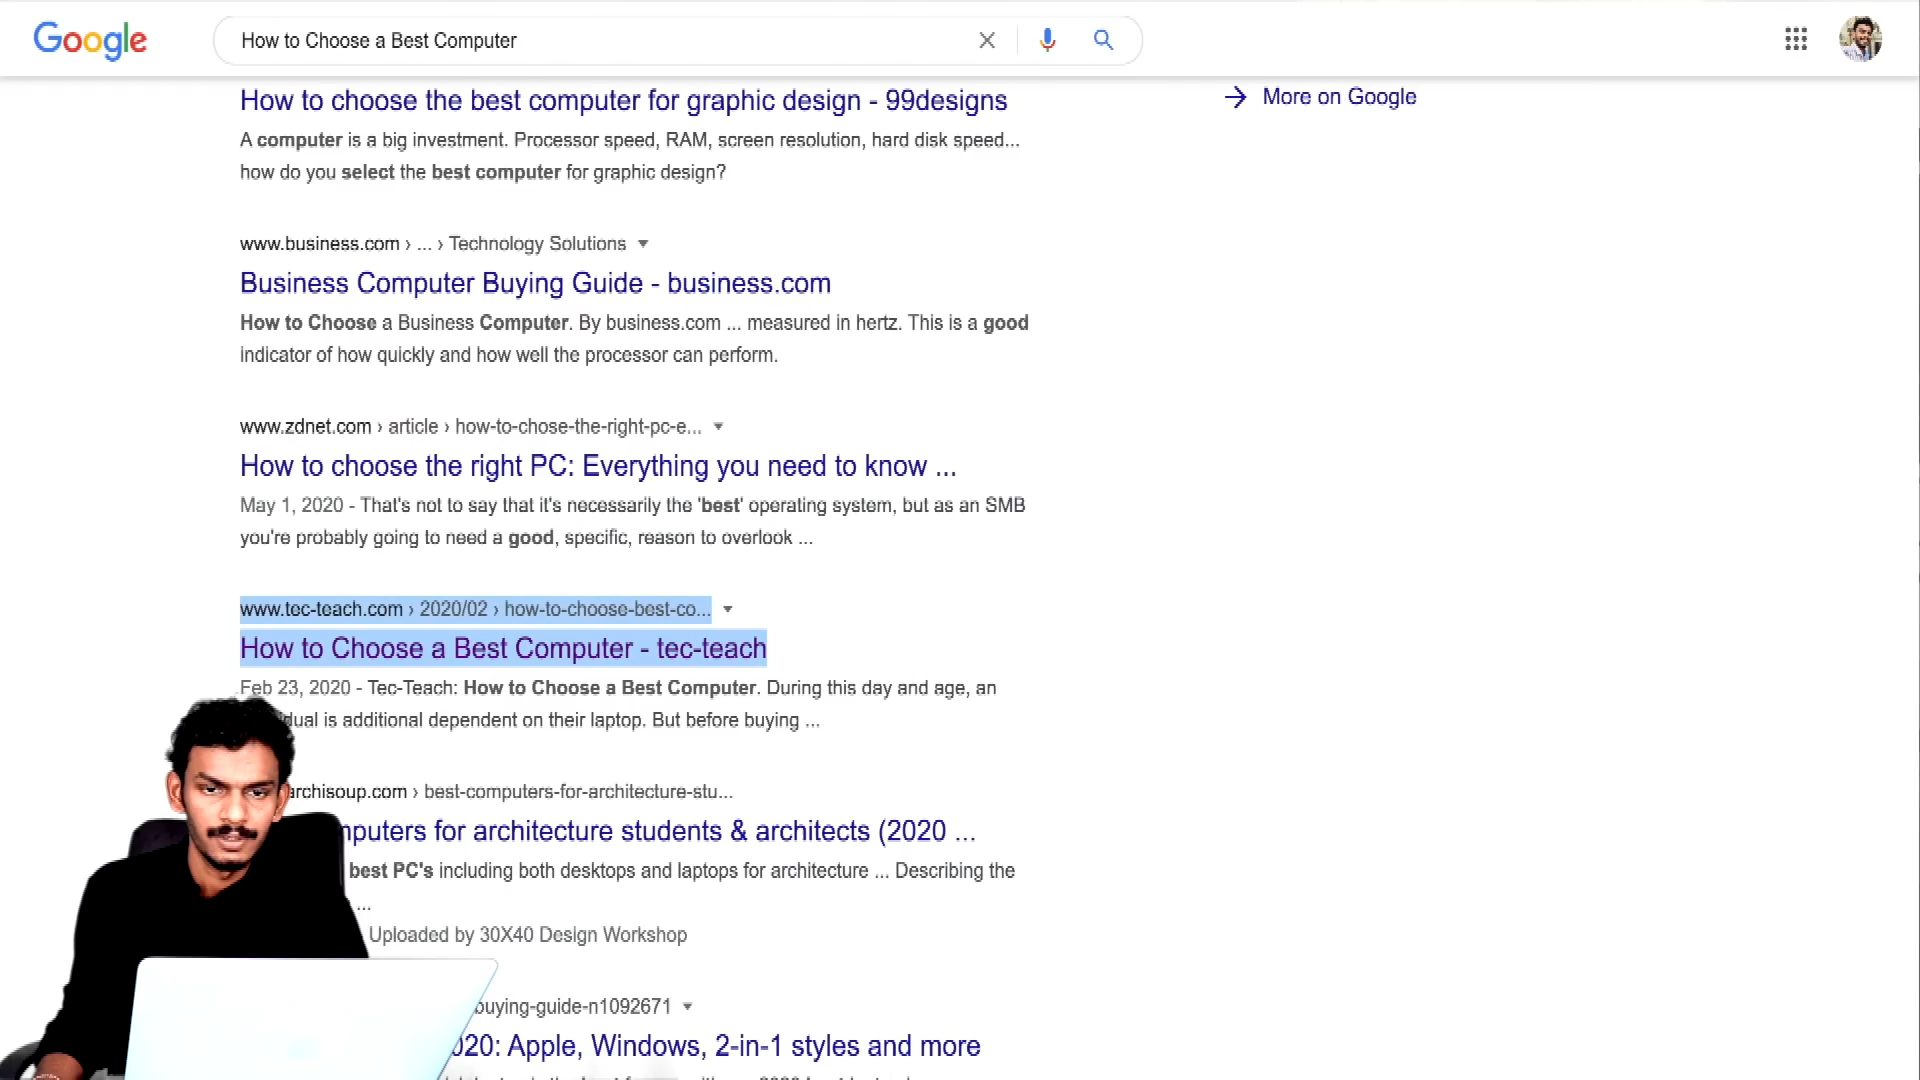 Google
How to Choose a Best Computer
How to choose the best computer for graphic design - 99designs
More on Google
A computer is a big investment. Processor speed, RAM, screen resolution, hard disk speed...
how do you select the best computer for graphic design?
www.business.com › ... › Technology Solutions
Business Computer Buying Guide - business.com
How to Choose a Business Computer. By business.com ... measured in hertz. This is a good
indicator of how quickly and how well the processor can perform.
www.zdnet.com › article › how-to-chose-the-right-pc-e...
How to choose the right PC: Everything you need to know ...
May 1, 2020 - That's not to say that it's necessarily the 'best' operating system, but as an SMB
you're probably going to need a good, specific, reason to overlook ...
www.tec-teach.com › 2020/02 › how-to-choose-best-co...
How to Choose a Best Computer - tec-teach
Feb 23, 2020 - Tec-Teach: How to Choose a Best Computer. During this day and age, an
is additional dependent on their laptop. But before buying ...
archisoup.com › best-computers-for-architecture-stu...
for architecture students & architects (2020 ...
best PC's including both desktops and laptops for architecture ... Describing the
...
Uploaded by 30X40 Design Workshop
buying-guide-n1092671
Apple, Windows, 2-in-1 styles and more